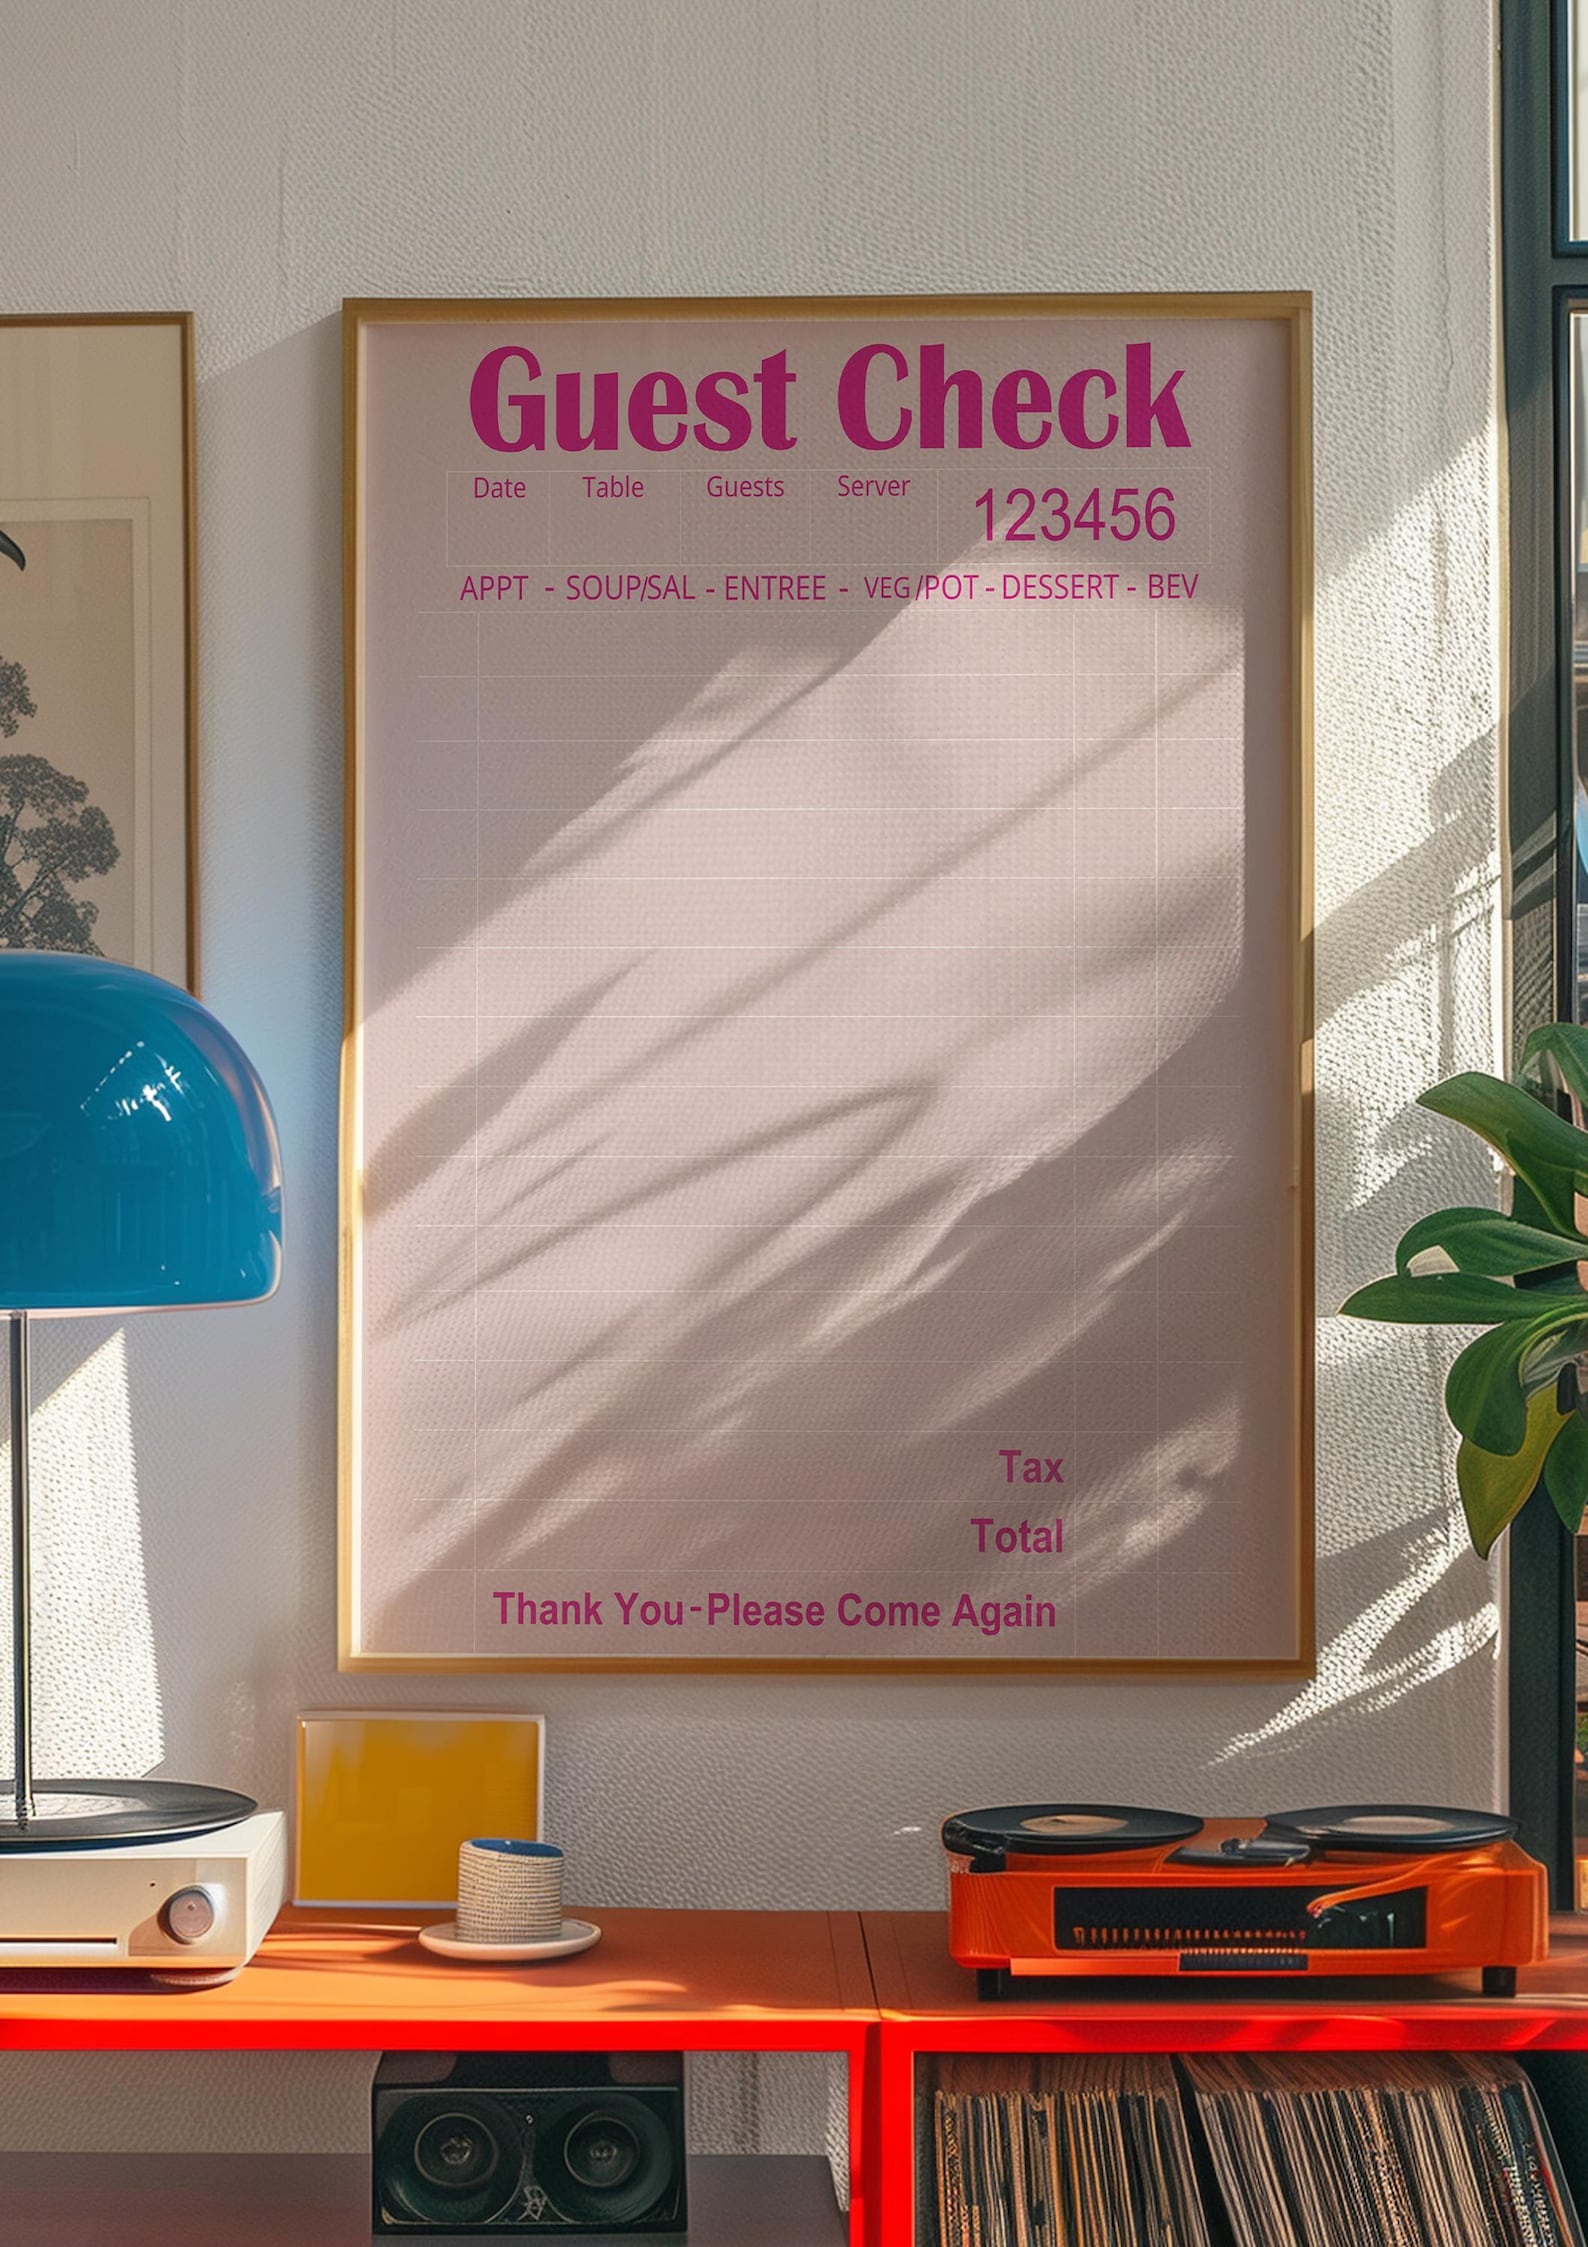 Guest Check
Date Table Guests Server
123456
APPT - SOUP/SAL - ENTREE - VEG/POT - DESSERT - BEV
Tax
Total
Thank You-Please Come Again